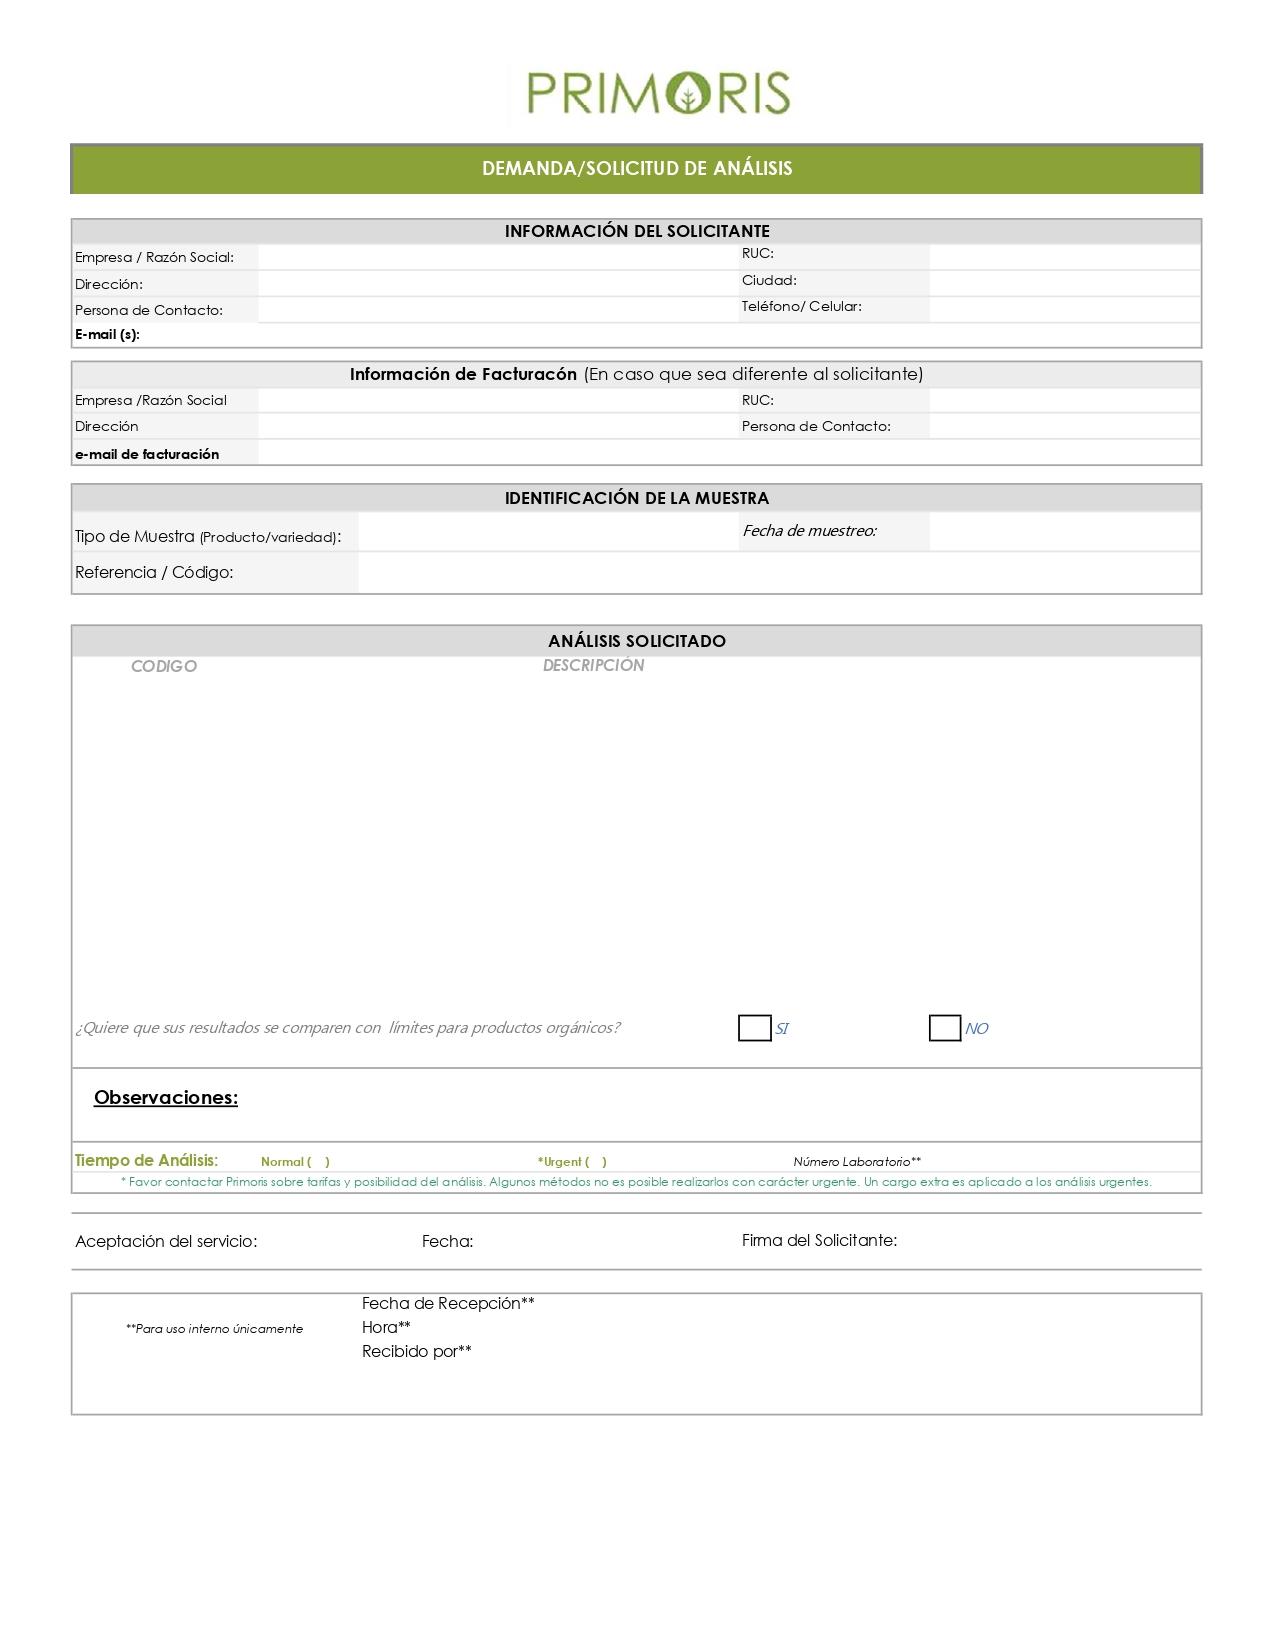 PRIMORIS
DEMANDA/SOLICITUD DE ANÁLISIS
INFORMACIÓN DEL SOLICITANTE
Empresa / Razón Social: RUC:
Dirección: Ciudad:
Persona de Contacto: Teléfono/ Celular:
E-mail (s):
Información de Facturacón (En caso que sea diferente al solicitante)
Empresa /Razón Social RUC:
Dirección Persona de Contacto:
e-mail de facturación
IDENTIFICACIÓN DE LA MUESTRA
Tipo de Muestra (Producto/variedad): Fecha de muestreo:
Referencia / Código:
ANÁLISIS SOLICITADO
CODIGO DESCRIPCIÓN
¿Quiere que sus resultados se comparen con límites para productos orgánicos? SI NO
Observaciones:
Tiempo de Análisis: Normal ( ) *Urgent ( ) Número Laboratorio**
* Favor contactar Primoris sobre tarifas y posibilidad del análisis. Algunos métodos no es posible realizarlos con carácter urgente. Un cargo extra es aplicado a los análisis urgentes.
Aceptación del servicio: Fecha: Firma del Solicitante:
Fecha de Recepción**
**Para uso interno únicamente Hora**
Recibido por**